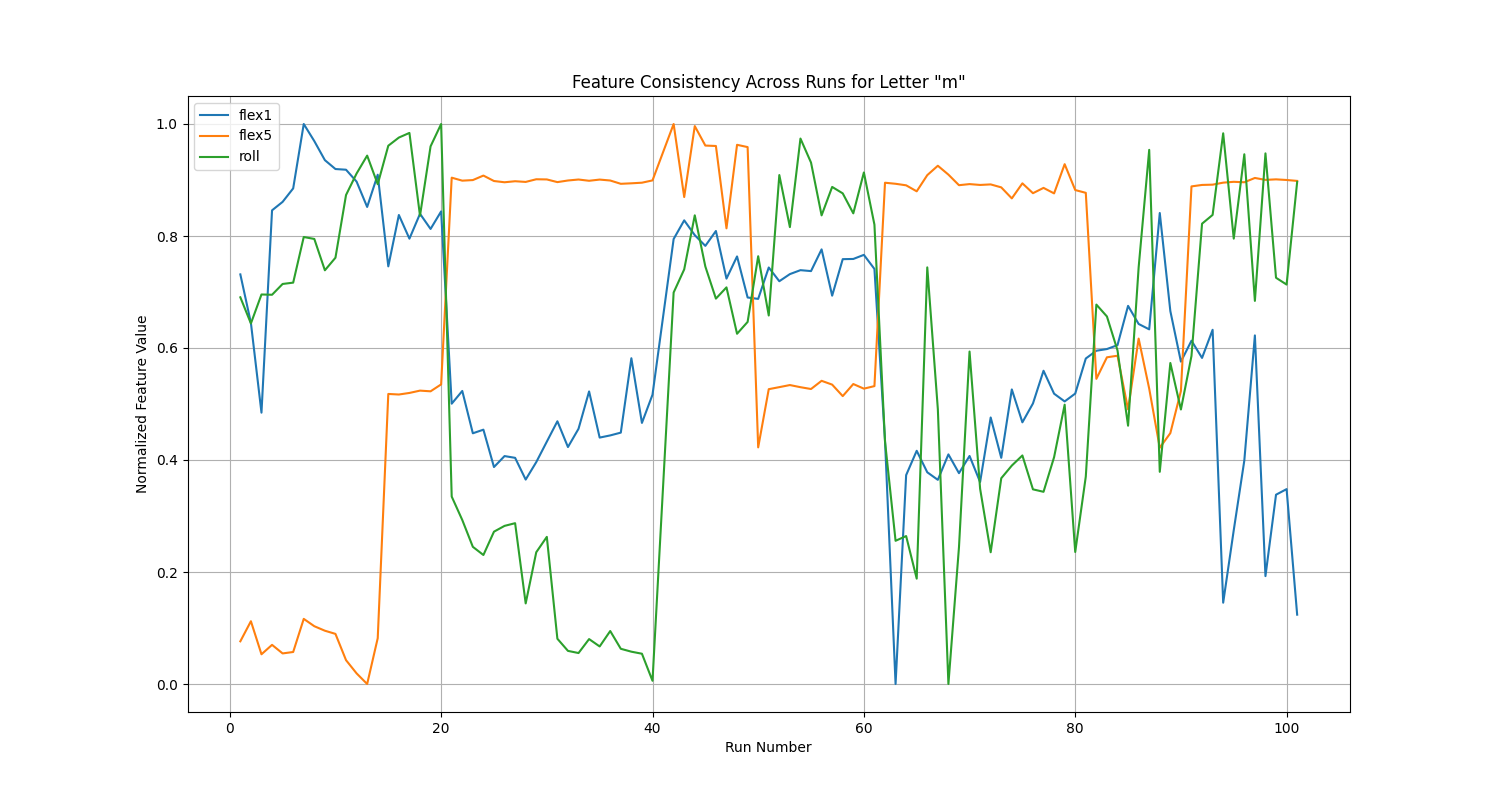 Feature Consistency Across Runs for Letter "m"
flex1
flex5
roll
1.0
0.8
0.6
0.4
0.2
0.0
Normalized Feature Value
0 20 40 60 80 100
Run Number